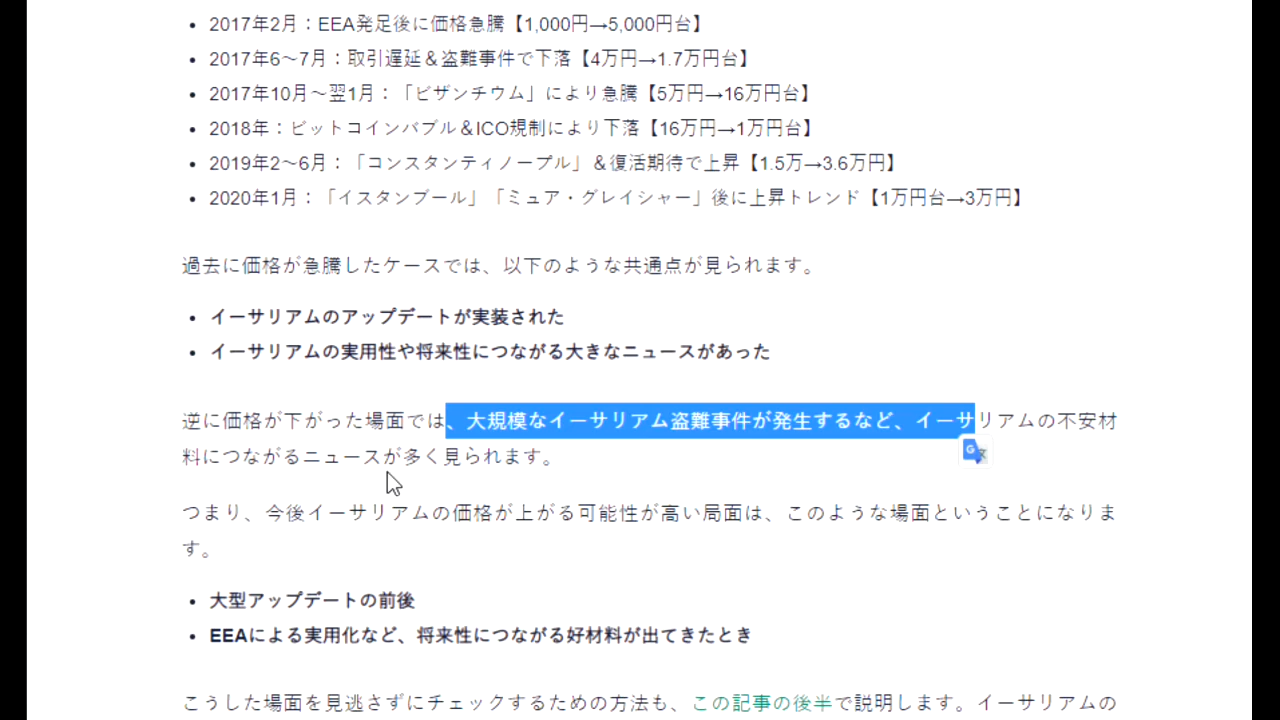 • 2017年2月：EEA発足後に価格急騰【1,000円→5,000円台】
• 2017年6～7月：取引遅延＆盗難事件で下落【4万円→1.7万円台】
• 2017年10月～翌1月：「ビザンチウム」により急騰【5万円→16万円台】
• 2018年：ビットコインバブル＆ICO規制により下落【16万円→1万円台】
• 2019年2～6月：「コンスタンティノープル」＆復活期待で上昇【1.5万→3.6万円】
• 2020年1月：「イスタンブール」「ミュア・グレイシャー」後に上昇トレンド【1万円台→3万円】
過去に価格が急騰したケースでは、以下のような共通点が見られます。
• イーサリアムのアップデートが実装された
• イーサリアムの実用性や将来性につながる大きなニュースがあった
逆に価格が下がった場面では、大規模なイーサリアム盗難事件が発生するなど、イーサリアムの不安材
料につながるニュースが多く見られます。
つまり、今後イーサリアムの価格が上がる可能性が高い局面は、このような場面ということになりま
す。
• 大型アップデートの前後
• EEAによる実用化など、将来性につながる好材料が出てきたとき
こうした場面を見逃さずにチェックするための方法も、この記事の後半で説明します。イーサリアムの